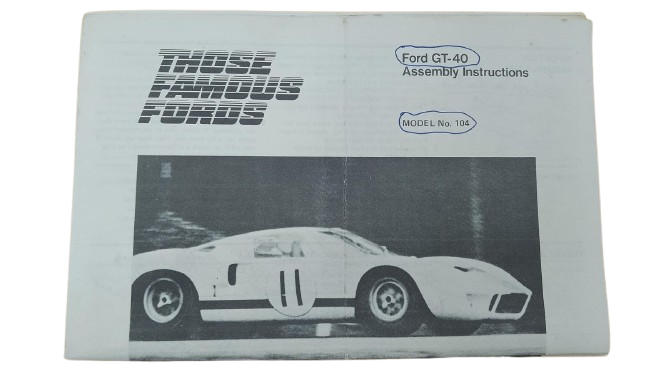 THOSE
FAMOUS
FORDS
Ford GT-40
Assembly Instructions
MODEL No. 104
11